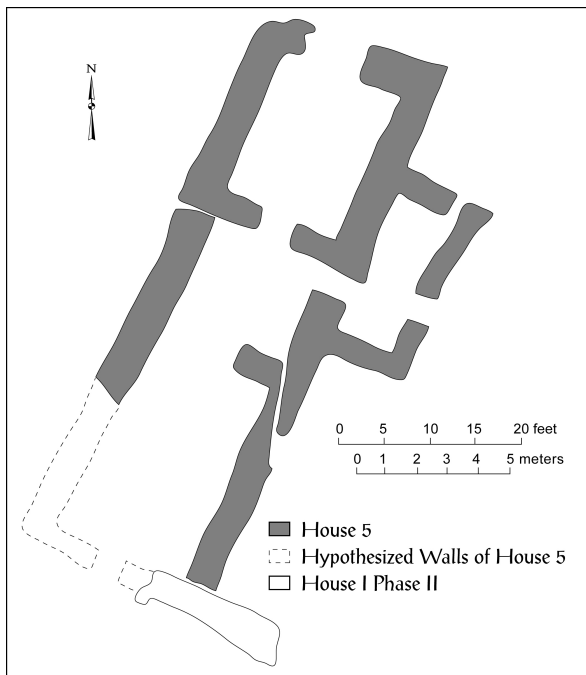 N
0 5 10 15 20 feet
0 1 2 3 4 5 meters
House 5
Hypothesized Walls of House 5
House I Phase II